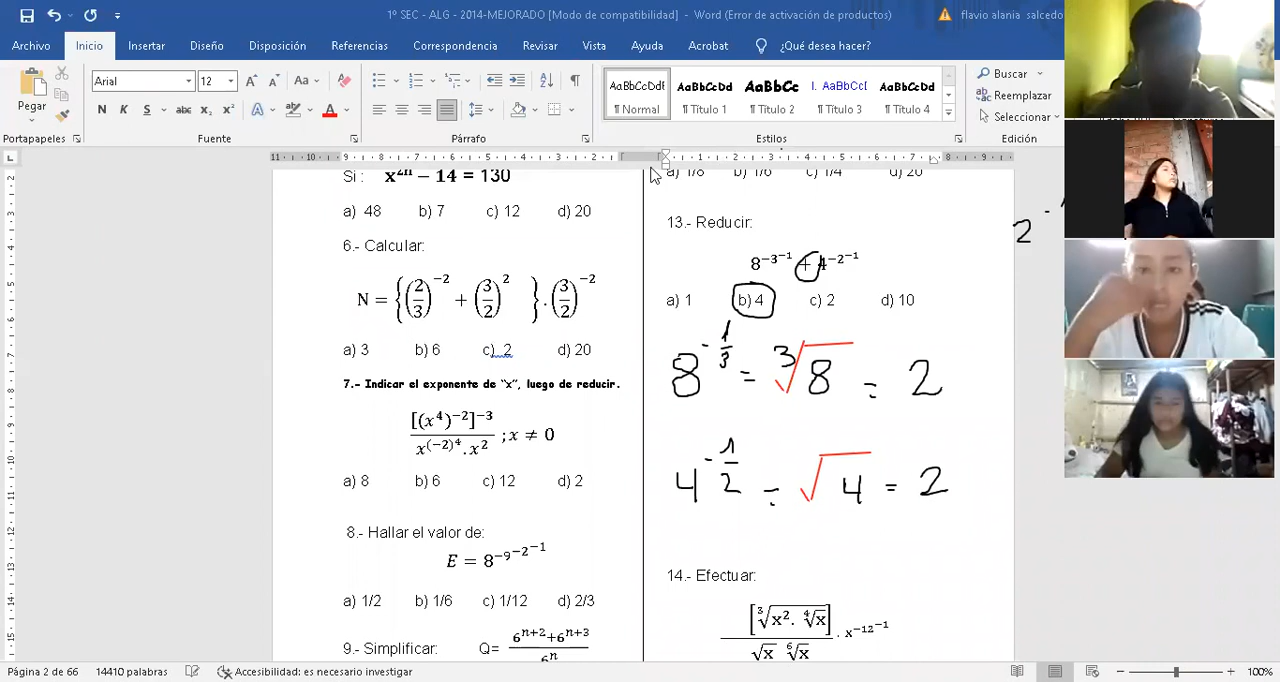 1º SEC - ALG - 2014-MEJORADO [Modo de compatibilidad] - Word (Error de activación de productos)
flavio alania salcedo
Archivo Inicio Insertar Diseño Disposición Referencias Correspondencia Revisar Vista Ayuda Acrobat ¿Qué desea hacer?
Pegar
Arial 12
N K S abc x₂ x²
AaBbCcDdE AaBbCcDd AaBbCc I. AaBbC( AaBbCcDd
¶ Normal ¶ Título 1 ¶ Título 2 ¶ Título 3 ¶ Título 4
Buscar
Reemplazar
Seleccionar
Portapapeles Fuente Párrafo Estilos Edición
Si : x²ⁿ − 14 = 130
a) 48 b) 7 c) 12 d) 20
6.- Calcular:
N = {(2/3)⁻² + (3/2)² } . (3/2)⁻²
a) 3 b) 6 c) 2 d) 20
7.- Indicar el exponente de "x", luego de reducir.
[(x⁴)⁻²]⁻³ / x^(−2)^4 . x² ; x ≠ 0
a) 8 b) 6 c) 12 d) 2
8.- Hallar el valor de:
E = 8^−9^−2^−1
a) 1/2 b) 1/6 c) 1/12 d) 2/3
9.- Simplificar: Q= 6ⁿ⁺²+6ⁿ⁺³ / 6ⁿ
a) 1/8 b) 1/6 c) 1/4 d) 20
13.- Reducir:
8^−3^−1 + 4^−2^−1
a) 1 b) 4 c) 2 d) 10
8^-1/3 = ³√8 = 2
4^-1/2 = √4 = 2
14.- Efectuar:
[³√x². ⁴√x] / √x ⁶√x . x^−12^−1
2 -
Página 2 de 66 14410 palabras Accesibilidad: es necesario investigar 100%